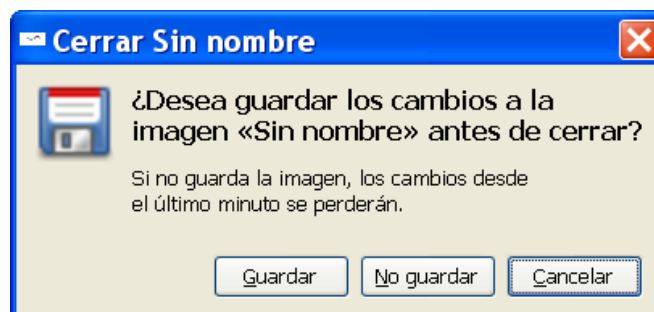 Cerrar Sin nombre
¿Desea guardar los cambios a la
imagen «Sin nombre» antes de cerrar?
Si no guarda la imagen, los cambios desde
el último minuto se perderán.
Guardar No guardar Cancelar